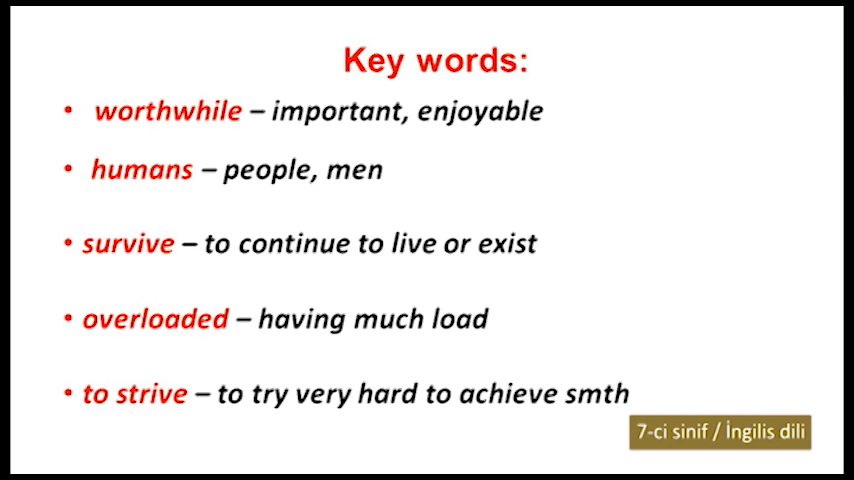 Key words:
• worthwhile – important, enjoyable
• humans – people, men
• survive – to continue to live or exist
• overloaded – having much load
• to strive – to try very hard to achieve smth
7-ci sinif / İngilis dili